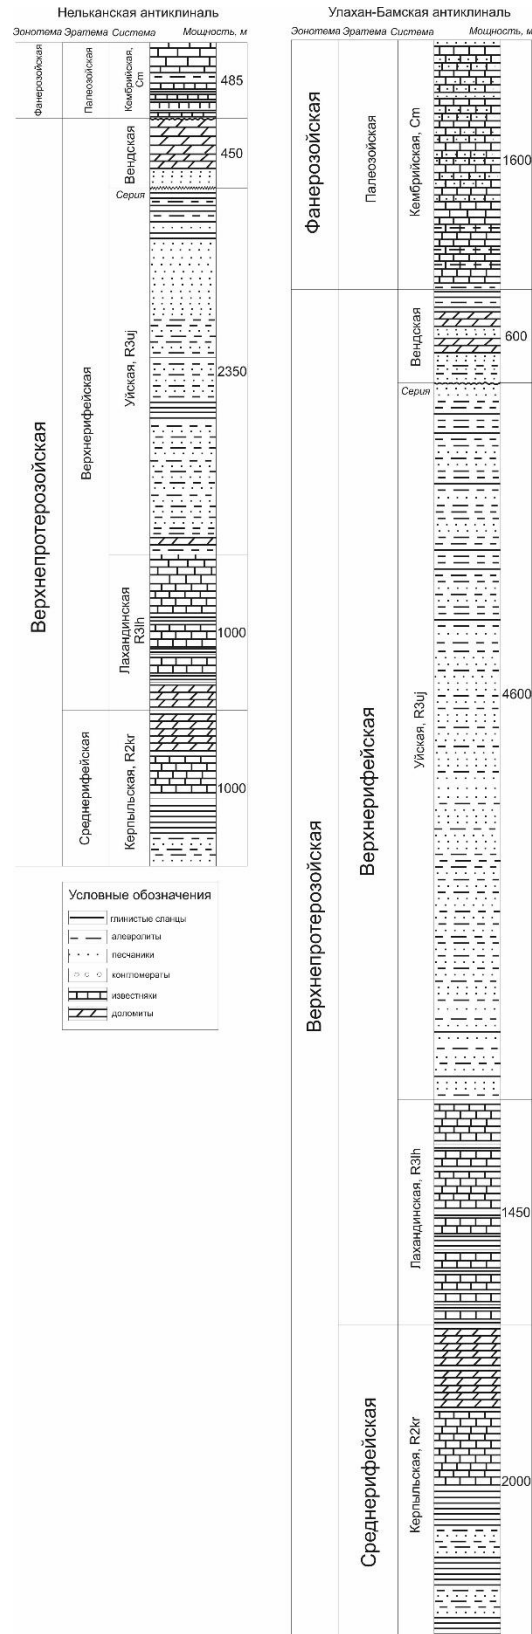 Нельканская антиклиналь
Эонотема Эратема Система Мощность, м
Фанерозойская
Палеозойская
Кембрийская, Cm
485
Вендская
450
Серия
Верхнепротерозойская
Верхнерифейская
Уйская, R3uj
2350
Лахандинская
R3lh
1000
Среднерифейская
Керпыльская, R2kr
1000
Условные обозначения
глинистые сланцы
алевролиты
песчаники
конгломераты
известняки
доломиты
Улахан-Бамская антиклиналь
Эонотема Эратема Система Мощность, м
Фанерозойская
Палеозойская
Кембрийская, Cm
1600
Вендская
600
Серия
Верхнепротерозойская
Верхнерифейская
Уйская, R3uj
4600
Лахандинская, R3lh
1450
Среднерифейская
Керпыльская, R2kr
2000